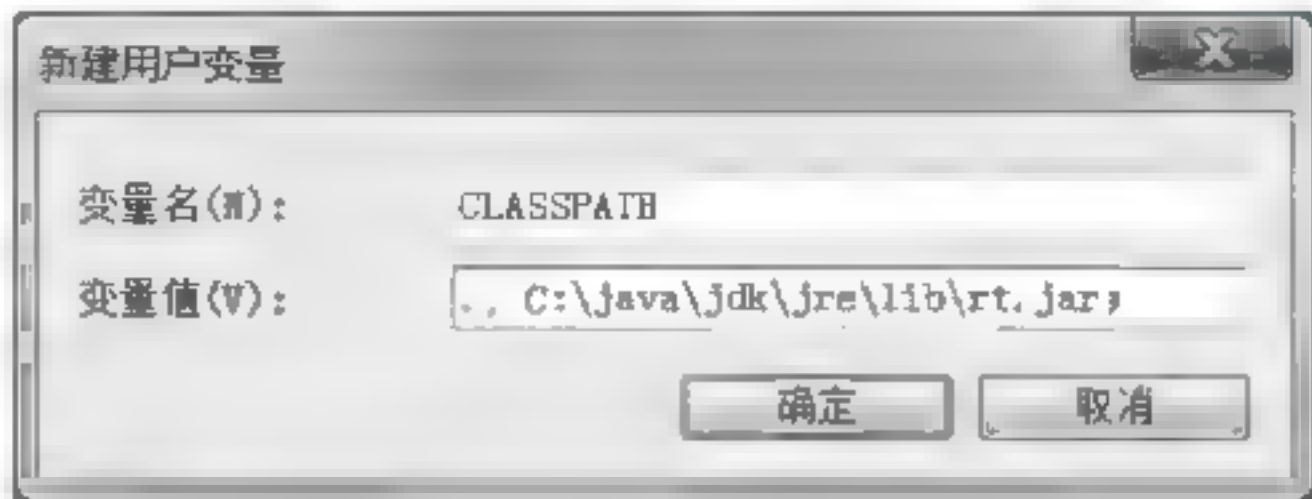 新建用户变量
变量名(N):
CLASSPATH
变量值(V):
.; C:\java\jdk\jre\lib\rt.jar;
确定
取消